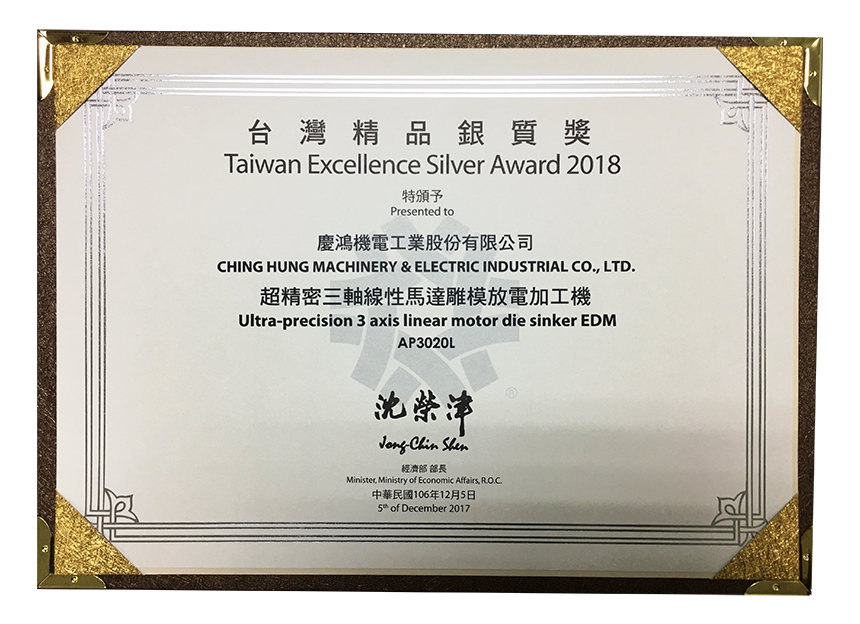 台灣精品銀質獎
Taiwan Excellence Silver Award 2018
特頒予
Presented to
慶鴻機電工業股份有限公司
CHING HUNG MACHINERY & ELECTRIC INDUSTRIAL CO., LTD.
超精密三軸線性馬達雕模放電加工機
Ultra-precision 3 axis linear motor die sinker EDM
AP3020L
®
沈榮津
Jong-Chin Shen
經濟部 部長
Minister, Ministry of Economic Affairs, R.O.C.
中華民國106年12月5日
5th of December 2017